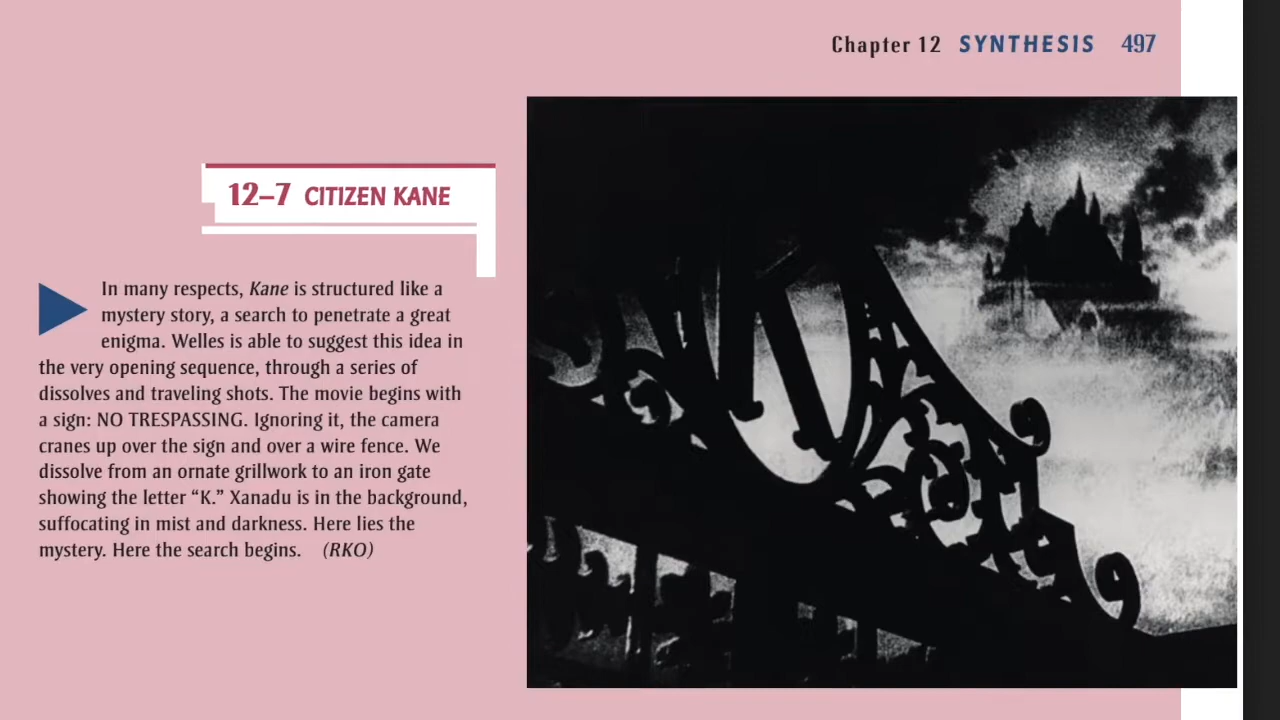 Chapter 12 SYNTHESIS 497
12–7 CITIZEN KANE
In many respects, Kane is structured like a
mystery story, a search to penetrate a great
enigma. Welles is able to suggest this idea in
the very opening sequence, through a series of
dissolves and traveling shots. The movie begins with
a sign: NO TRESPASSING. Ignoring it, the camera
cranes up over the sign and over a wire fence. We
dissolve from an ornate grillwork to an iron gate
showing the letter “K.” Xanadu is in the background,
suffocating in mist and darkness. Here lies the
mystery. Here the search begins. (RKO)
K